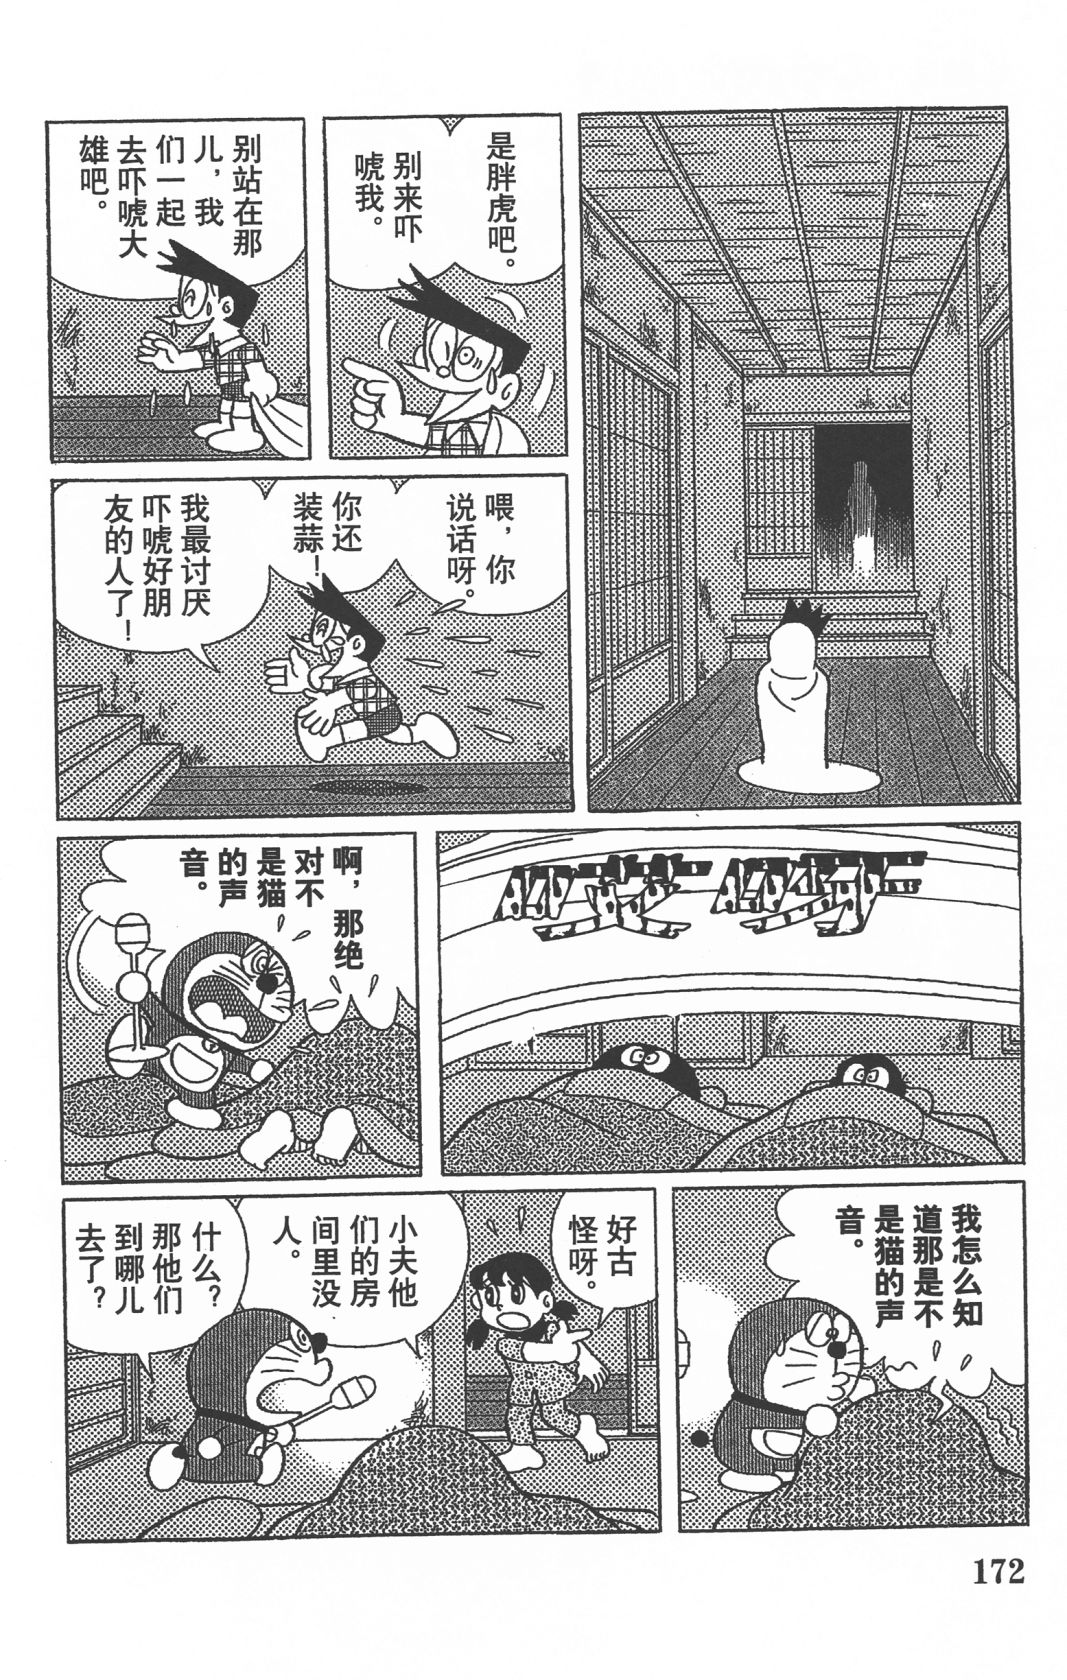 是胖虎吧。
别来吓
唬我。
别站在那
儿，我
们一起
去吓唬大
雄吧。
喂，你
说话呀。
你还
装蒜！
我最讨厌
吓唬好朋
友的人了！
啊，那绝
对不
是猫
的声
音。
我怎么知
道那是不
是猫的声
音。
好古
怪呀。
小夫他
们的房
间里没
人。
什么？
那他们
到哪儿
去了？
172